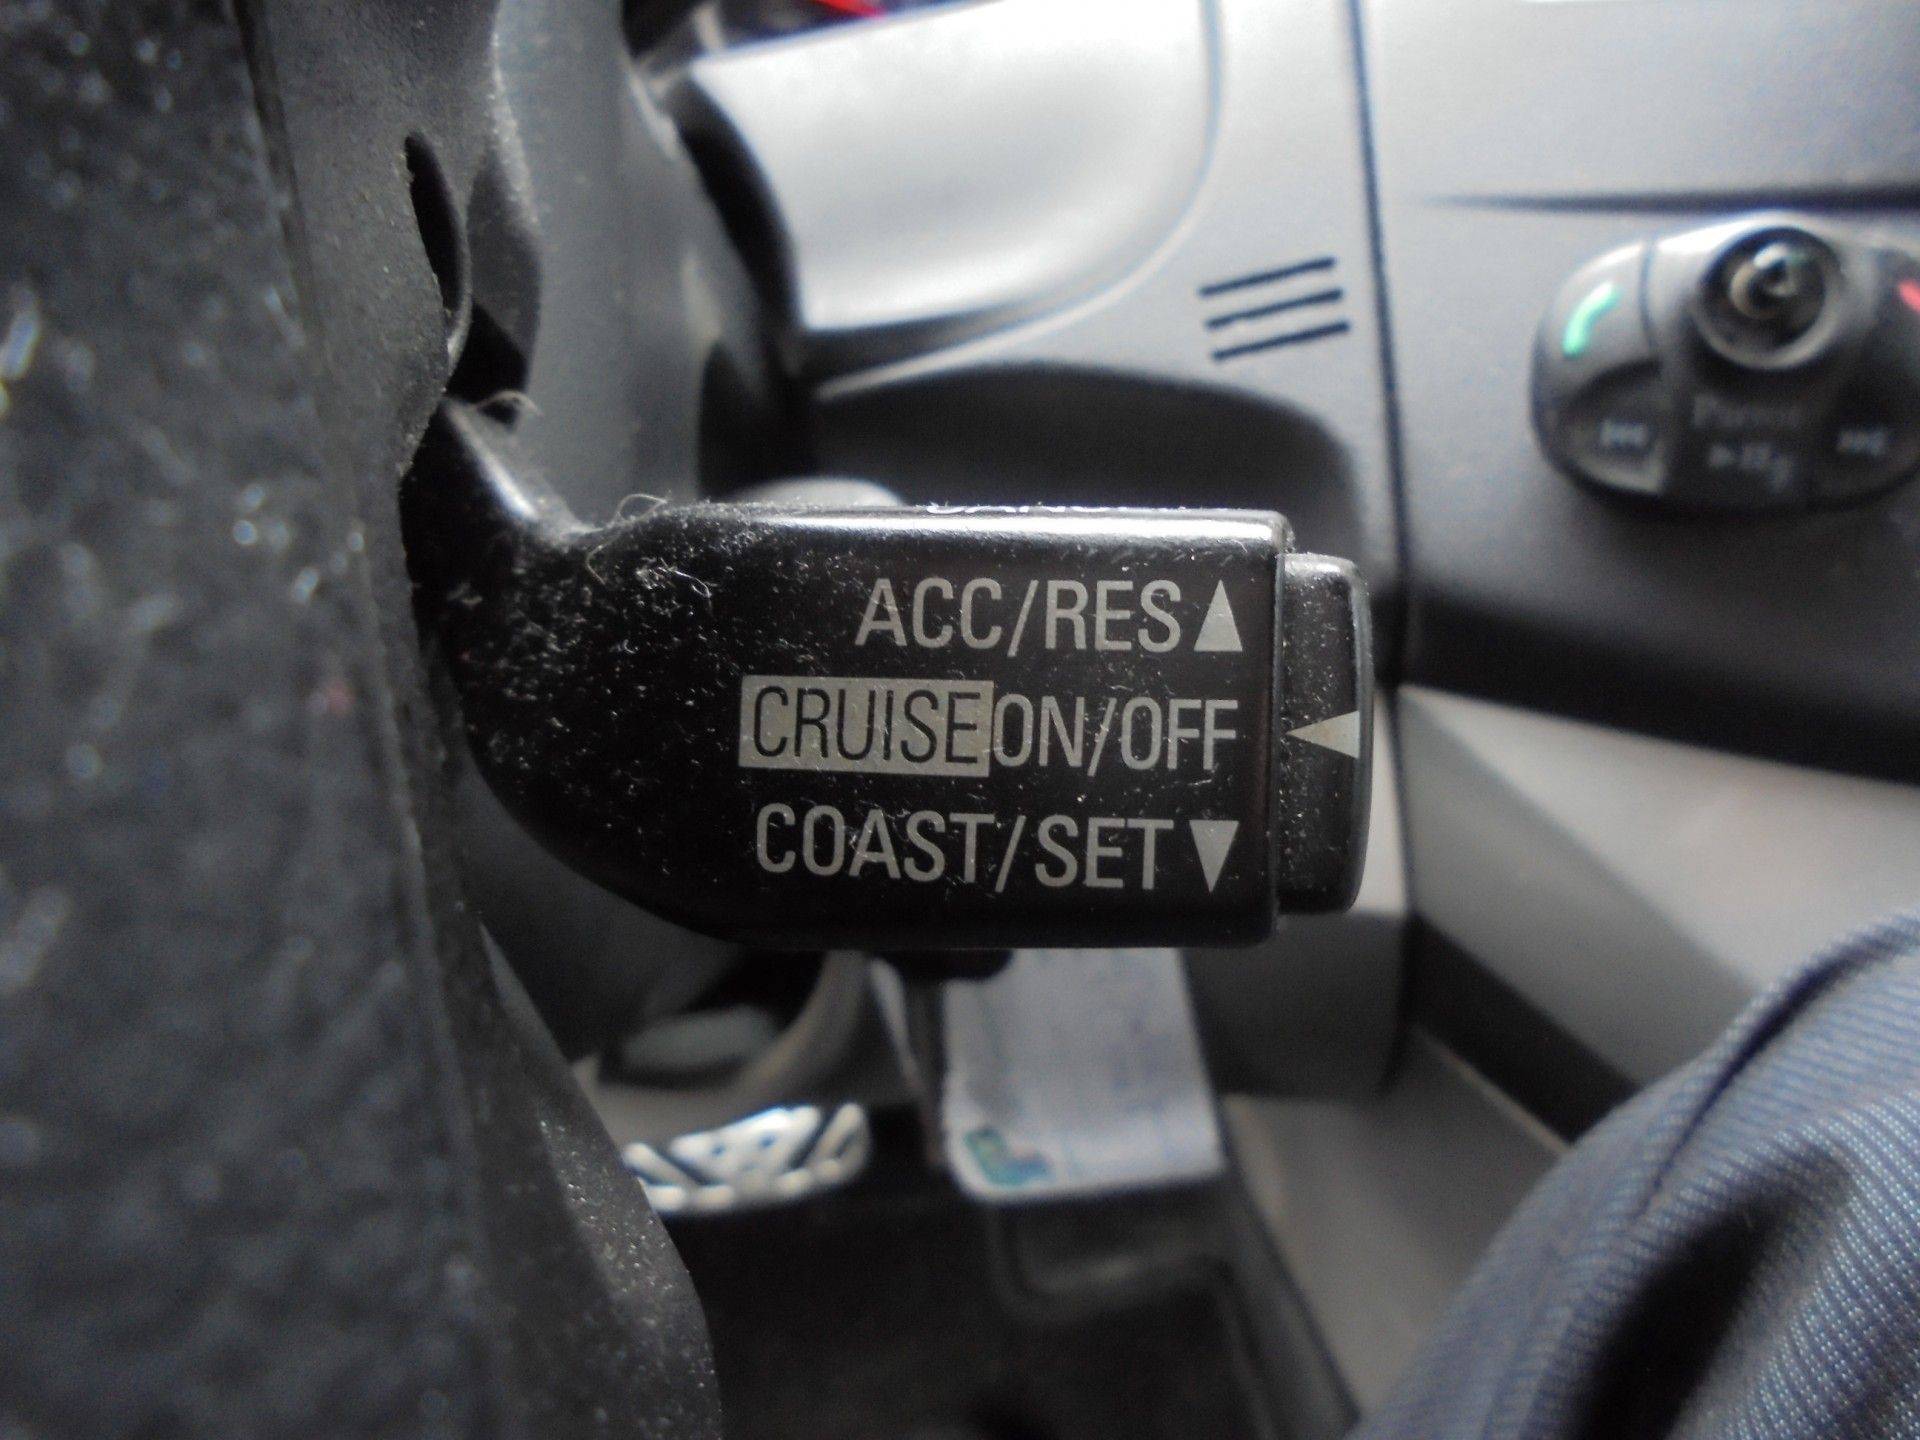 ACC/RES▲
CRUISE ON/OFF ◀
COAST/SET▼